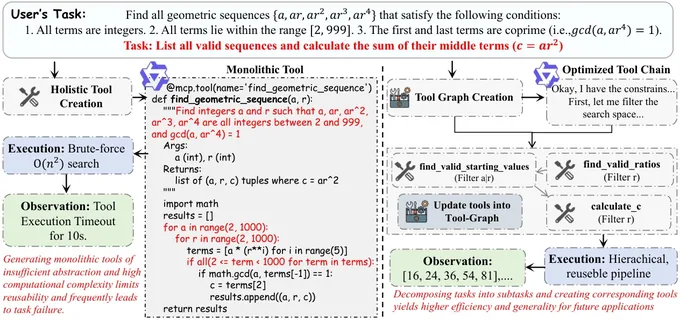 User's Task: Find all geometric sequences {a, ar, ar², ar³, ar⁴} that satisfy the following conditions:
1. All terms are integers. 2. All terms lie within the range [2, 999]. 3. The first and last terms are coprime (i.e., gcd(a, ar⁴) = 1).
Task: List all valid sequences and calculate the sum of their middle terms (c = ar²)
Monolithic Tool
Holistic Tool
Creation
@mcp.tool(name='find_geometric_sequence')
def find_geometric_sequence(a, r):
"""Find integers a and r such that a, ar, ar^2,
ar^3, ar^4 are all integers between 2 and 999,
and gcd(a, ar^4) = 1
Args:
a (int), r (int)
Returns:
list of (a, r, c) tuples where c = ar^2
"""
import math
results = []
for a in range(2, 1000):
for r in range(2, 1000):
terms = [a * (r**i) for i in range(5)]
if all(2 <= term < 1000 for term in terms):
if math.gcd(a, terms[-1]) == 1:
c = terms[2]
results.append((a, r, c))
return results
Execution: Brute-force
O(n²) search
Observation: Tool
Execution Timeout
for 10s.
Generating monolithic tools of
insufficient abstraction and high
computational complexity limits
reusability and frequently leads
to task failure.
Optimized Tool Chain
Tool Graph Creation
Okay, I have the constrains...
First, let me filter the
search space...
find_valid_starting_values
(Filter a|r)
find_valid_ratios
(Filter r)
Update tools into
Tool-Graph
calculate_c
(Filter r)
Observation:
[16, 24, 36, 54, 81],....
Execution: Hierachical,
reuseble pipeline
Decomposing tasks into subtasks and creating corresponding tools
yields higher efficiency and generality for future applications